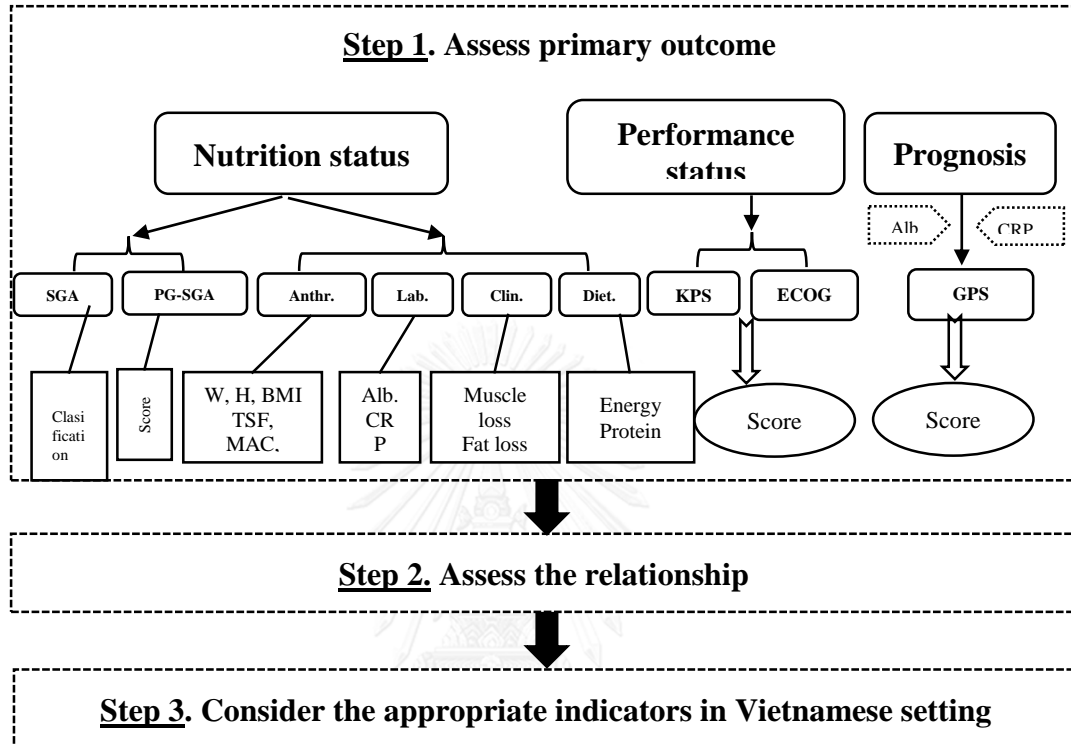 Step 1. Assess primary outcome
Nutrition status
Performance
status
Prognosis
Alb
CRP
SGA
PG-SGA
Anthr.
Lab.
Clin.
Diet.
KPS
ECOG
GPS
Clasi
ficati
on
Score
W, H, BMI
TSF,
MAC,
Alb.
CR
P
Muscle
loss
Fat loss
Energy
Protein
Score
Score
Step 2. Assess the relationship
Step 3. Consider the appropriate indicators in Vietnamese setting